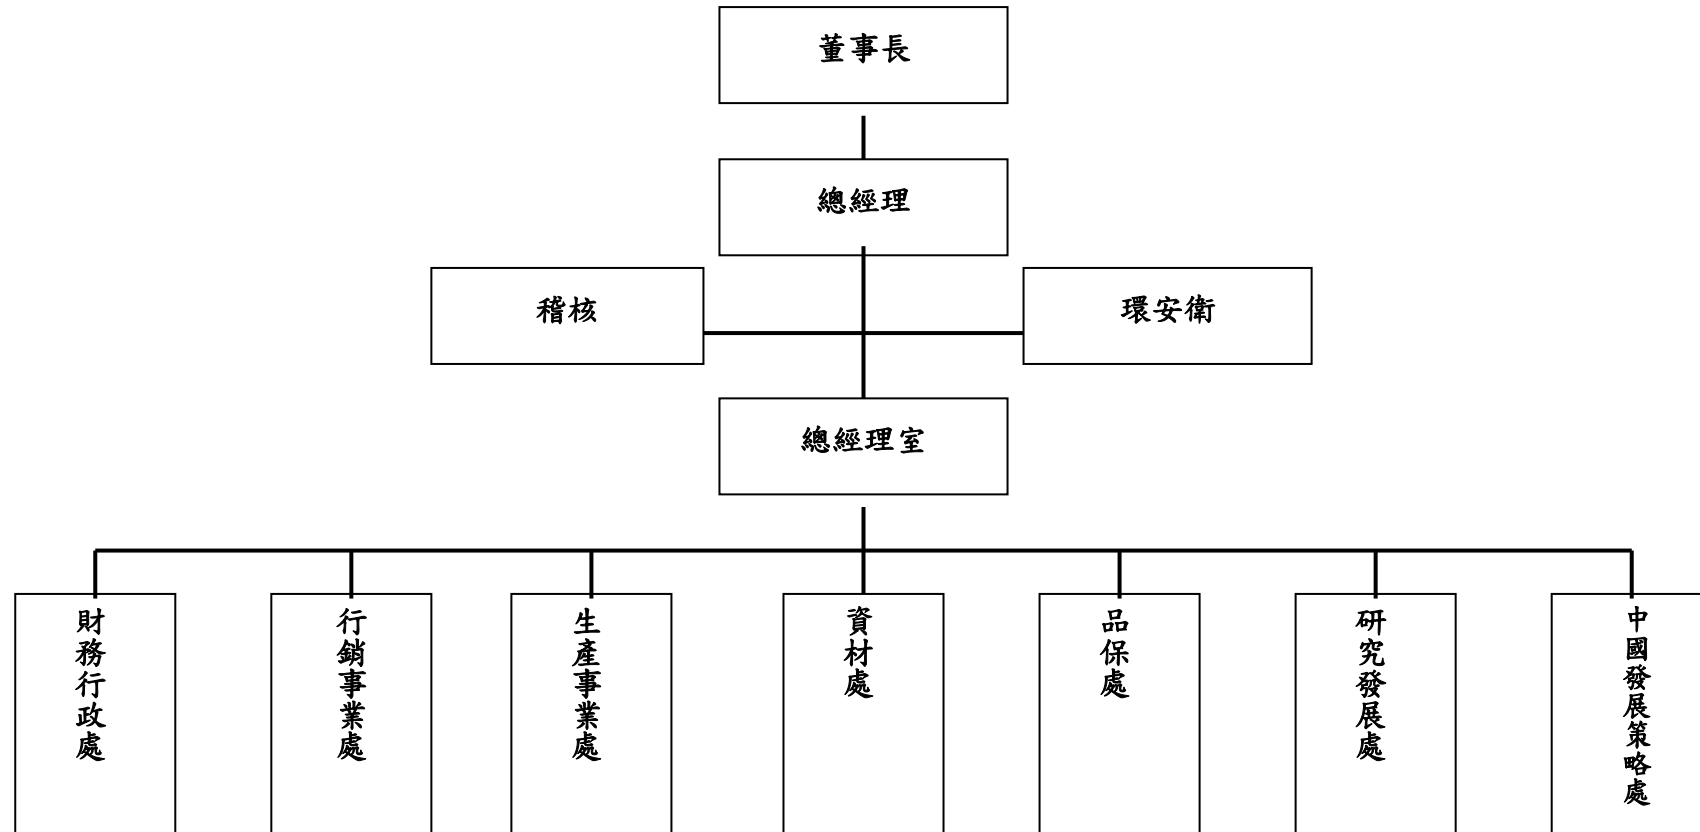 董事長
總經理
稽核
環安衛
總經理室
財務行政處
行銷事業處
生產事業處
資材處
品保處
研究發展處
中國發展策略處